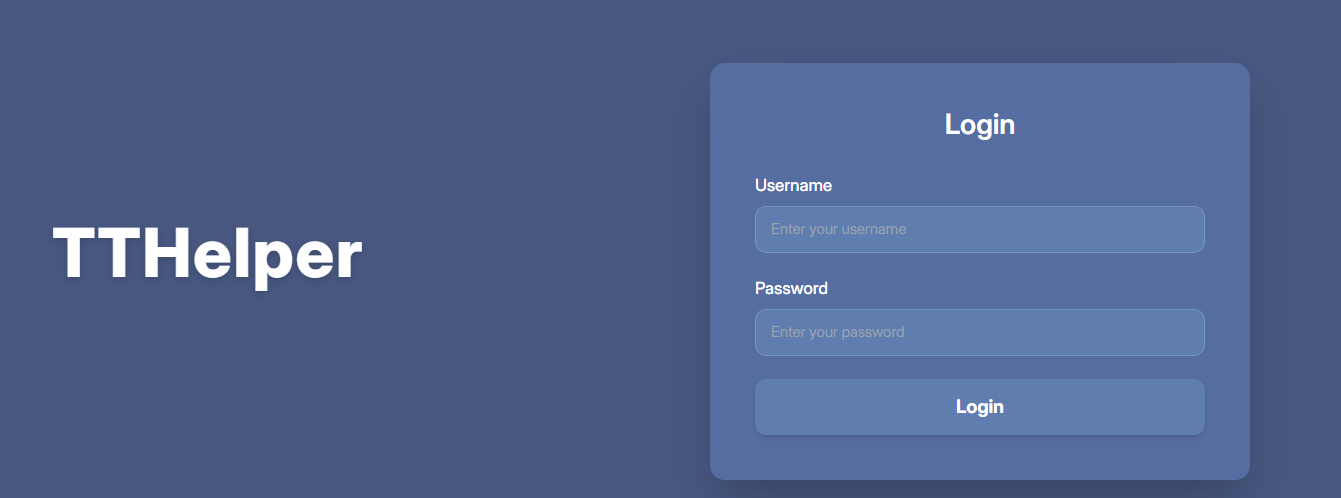 TTHelper
Login
Username
Enter your username
Password
Enter your password
Login